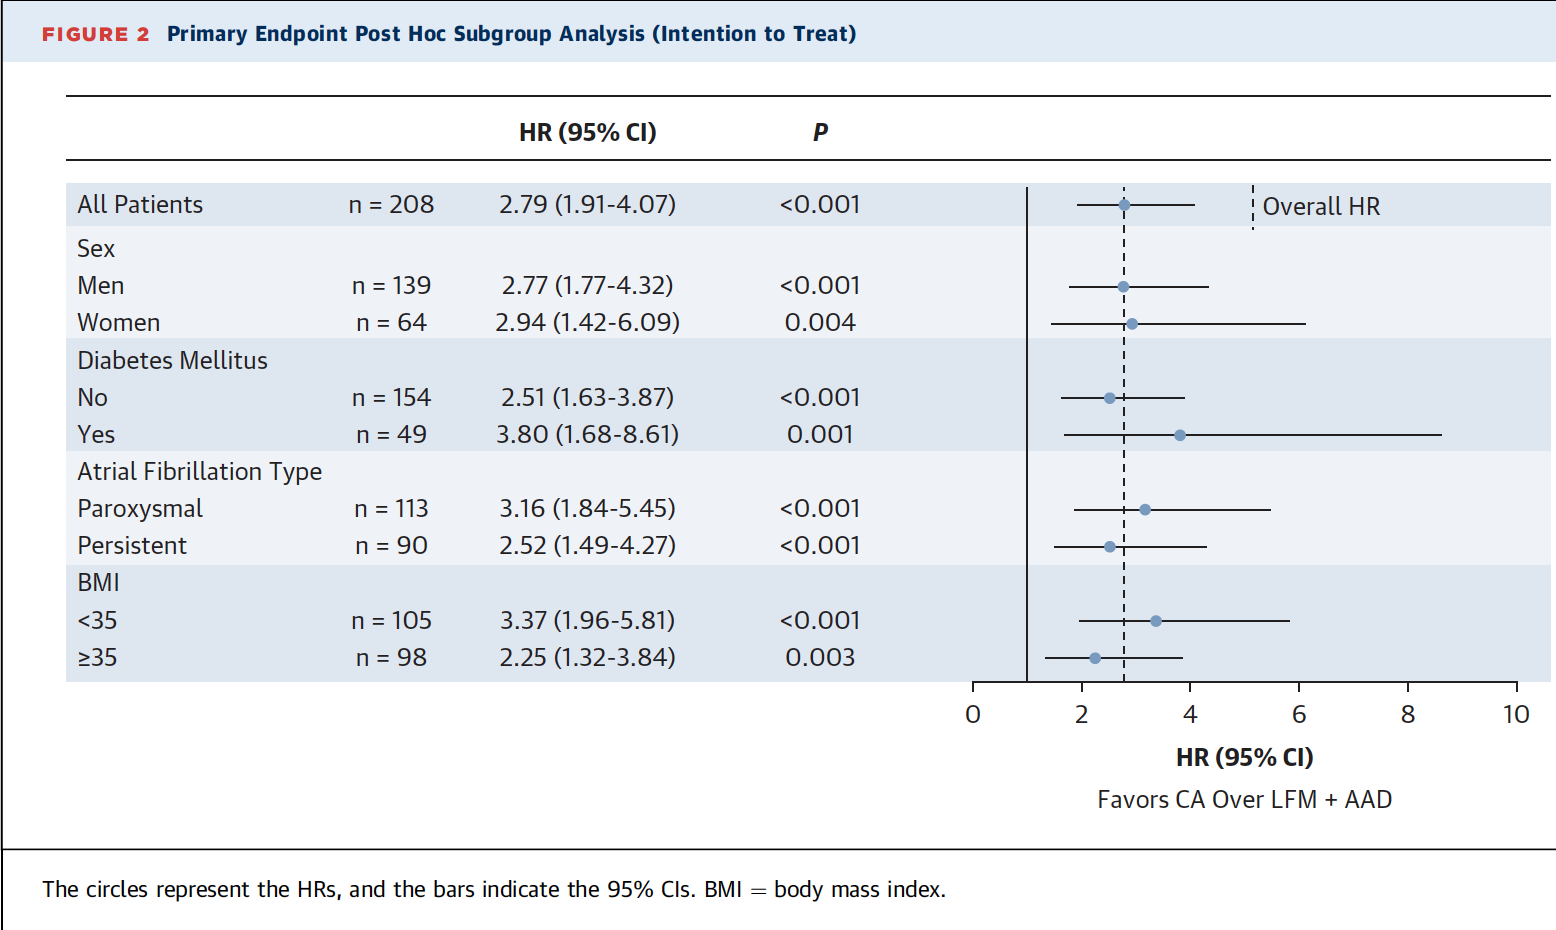 FIGURE 2 Primary Endpoint Post Hoc Subgroup Analysis (Intention to Treat)
HR (95% CI) P
All Patients n = 208 2.79 (1.91-4.07) <0.001 Overall HR
Sex
Men n = 139 2.77 (1.77-4.32) <0.001
Women n = 64 2.94 (1.42-6.09) 0.004
Diabetes Mellitus
No n = 154 2.51 (1.63-3.87) <0.001
Yes n = 49 3.80 (1.68-8.61) 0.001
Atrial Fibrillation Type
Paroxysmal n = 113 3.16 (1.84-5.45) <0.001
Persistent n = 90 2.52 (1.49-4.27) <0.001
BMI
<35 n = 105 3.37 (1.96-5.81) <0.001
≥35 n = 98 2.25 (1.32-3.84) 0.003
0 2 4 6 8 10
HR (95% CI)
Favors CA Over LFM + AAD
The circles represent the HRs, and the bars indicate the 95% CIs. BMI = body mass index.